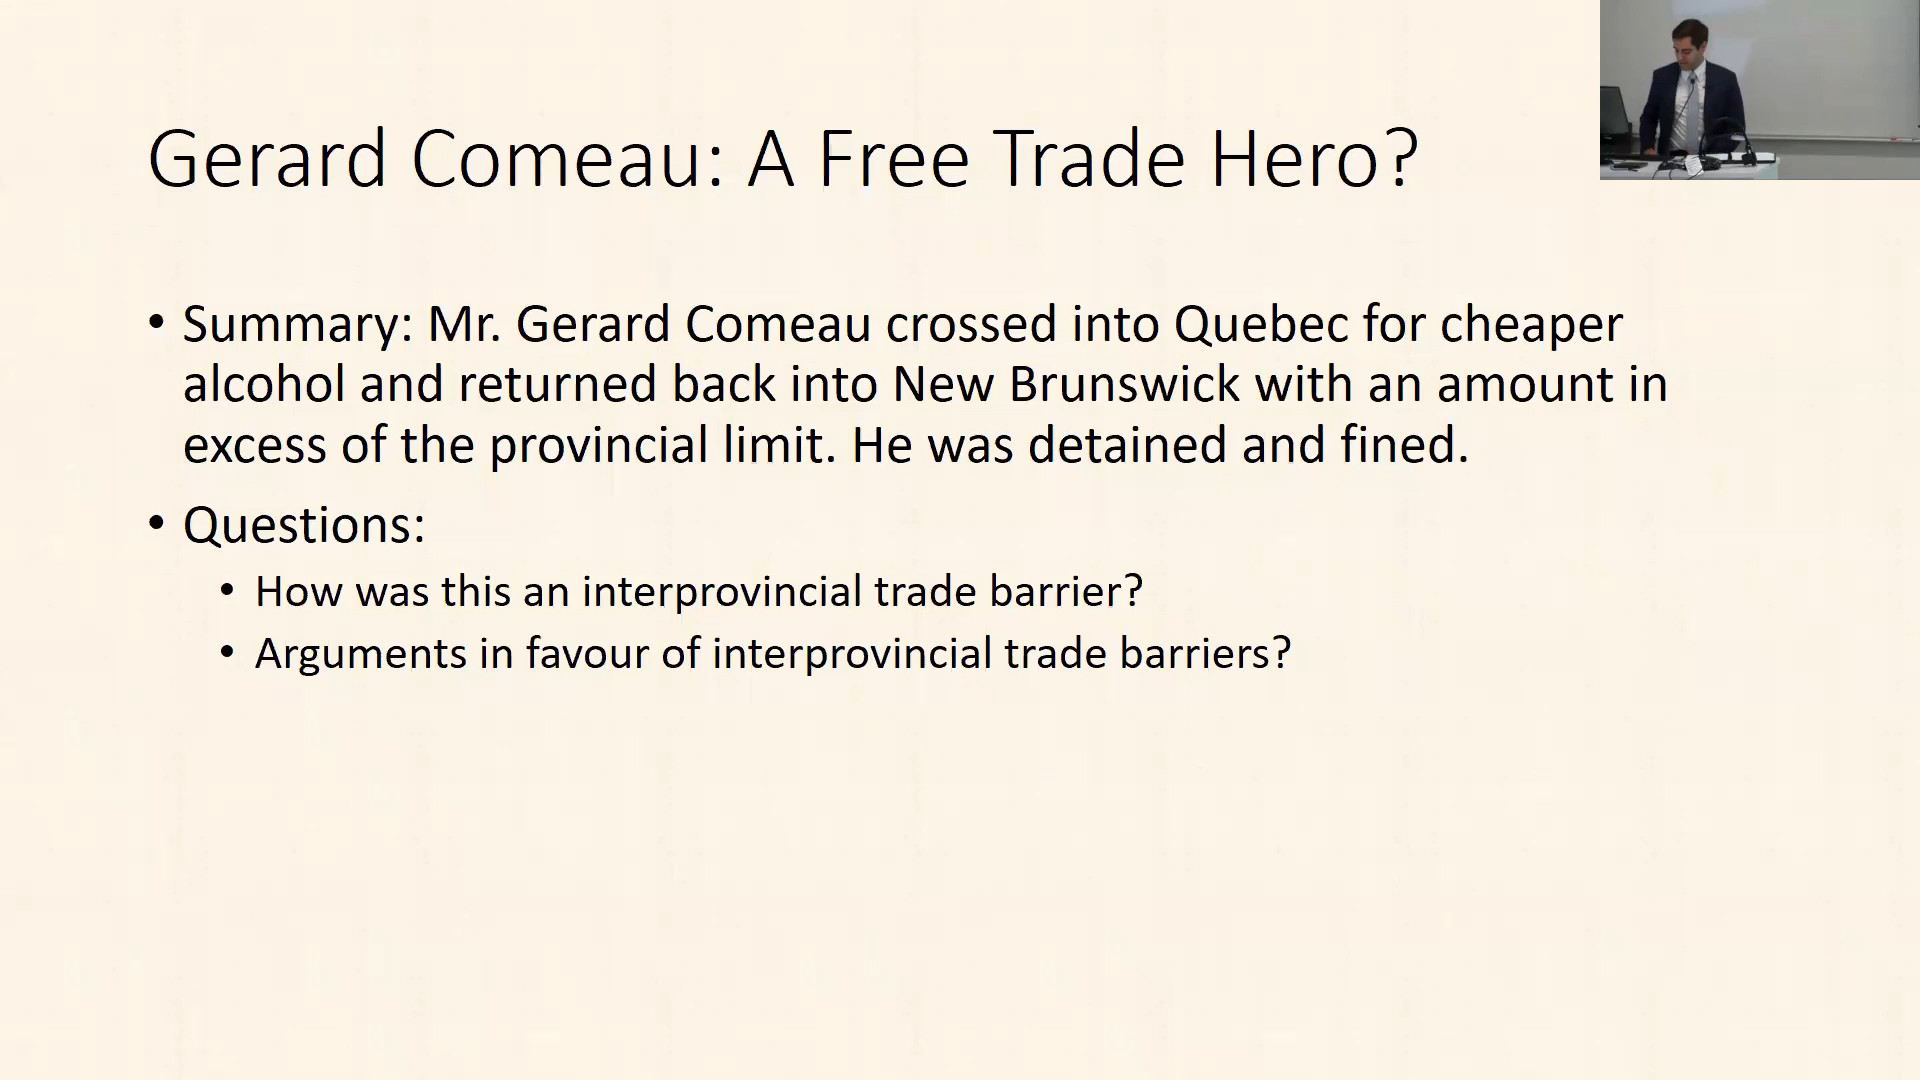 Gerard Comeau: A Free Trade Hero?
• Summary: Mr. Gerard Comeau crossed into Quebec for cheaper
alcohol and returned back into New Brunswick with an amount in
excess of the provincial limit. He was detained and fined.
• Questions:
• How was this an interprovincial trade barrier?
• Arguments in favour of interprovincial trade barriers?